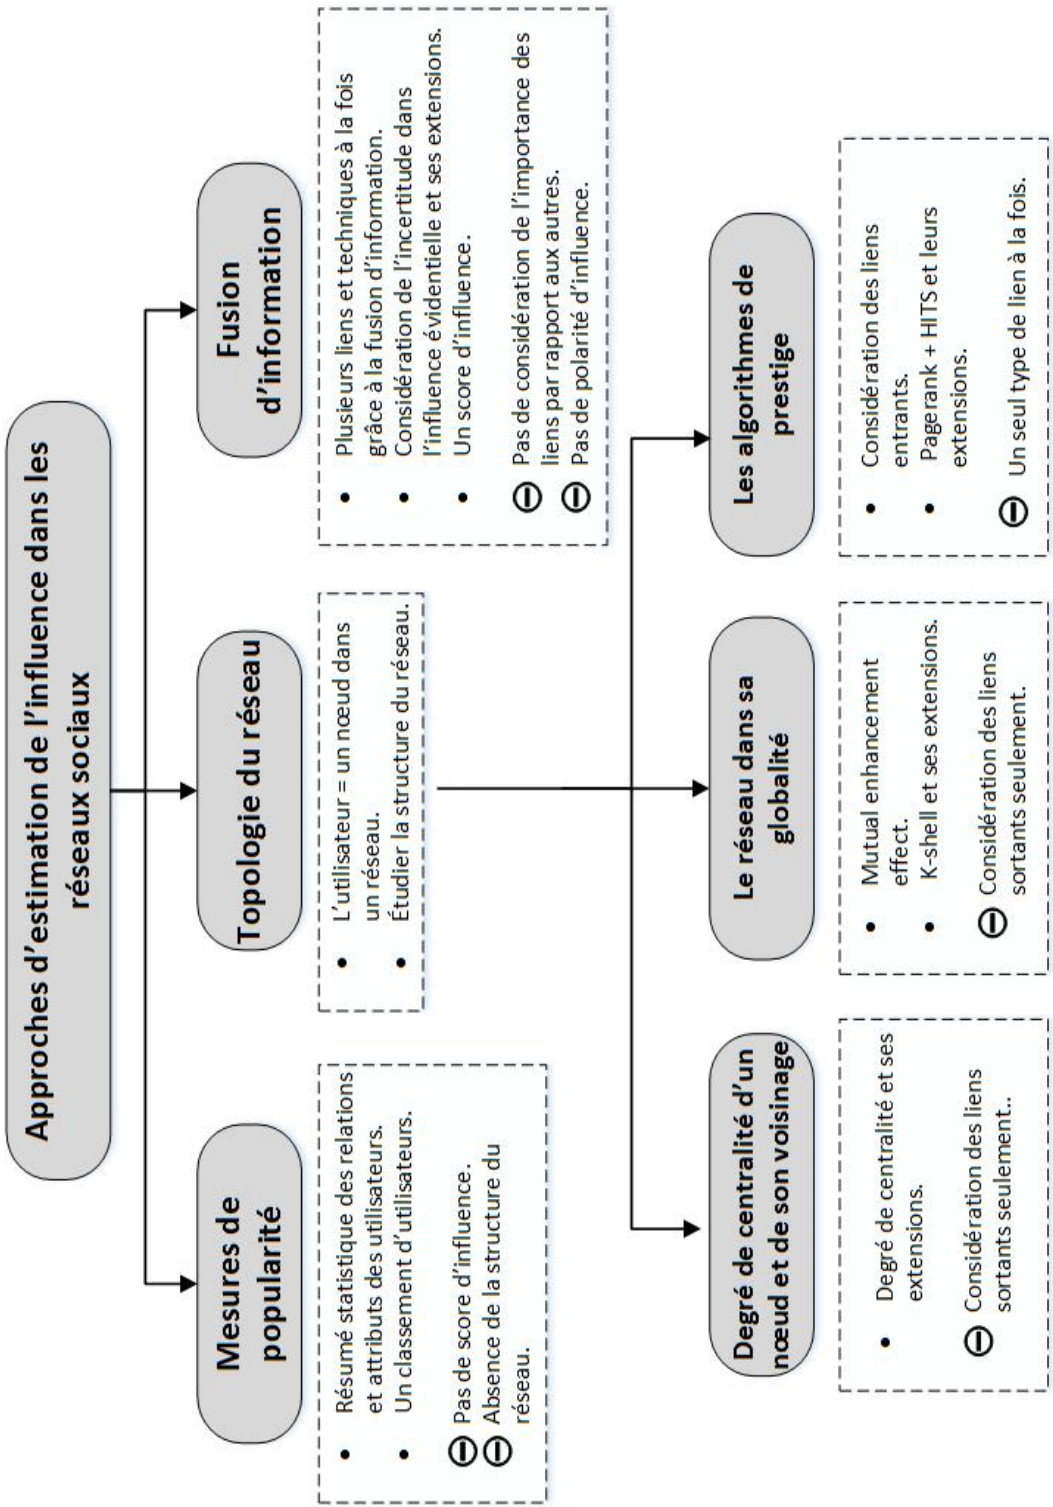 Approches d'estimation de l'influence dans les
réseaux sociaux
Mesures de
popularité
• Résumé statistique des relations
et attributs des utilisateurs.
• Un classement d'utilisateurs.
⊖ Pas de score d'influence.
⊖ Absence de la structure du
réseau.
Topologie du réseau
• L'utilisateur = un nœud dans
un réseau.
• Étudier la structure du réseau.
Fusion
d'information
• Plusieurs liens et techniques à la fois
grâce à la fusion d'information.
• Considération de l'incertitude dans
l'influence évidentielle et ses extensions.
• Un score d'influence.
⊖ Pas de considération de l'importance des
liens par rapport aux autres.
⊖ Pas de polarité d'influence.
Degré de centralité d'un
nœud et de son voisinage
• Degré de centralité et ses
extensions.
⊖ Considération des liens
sortants seulement..
Le réseau dans sa
globalité
• Mutual enhancement
effect.
• K-shell et ses extensions.
⊖ Considération des liens
sortants seulement.
Les algorithmes de
prestige
• Considération des liens
entrants.
• Pagerank + HITS et leurs
extensions.
⊖ Un seul type de lien à la fois.